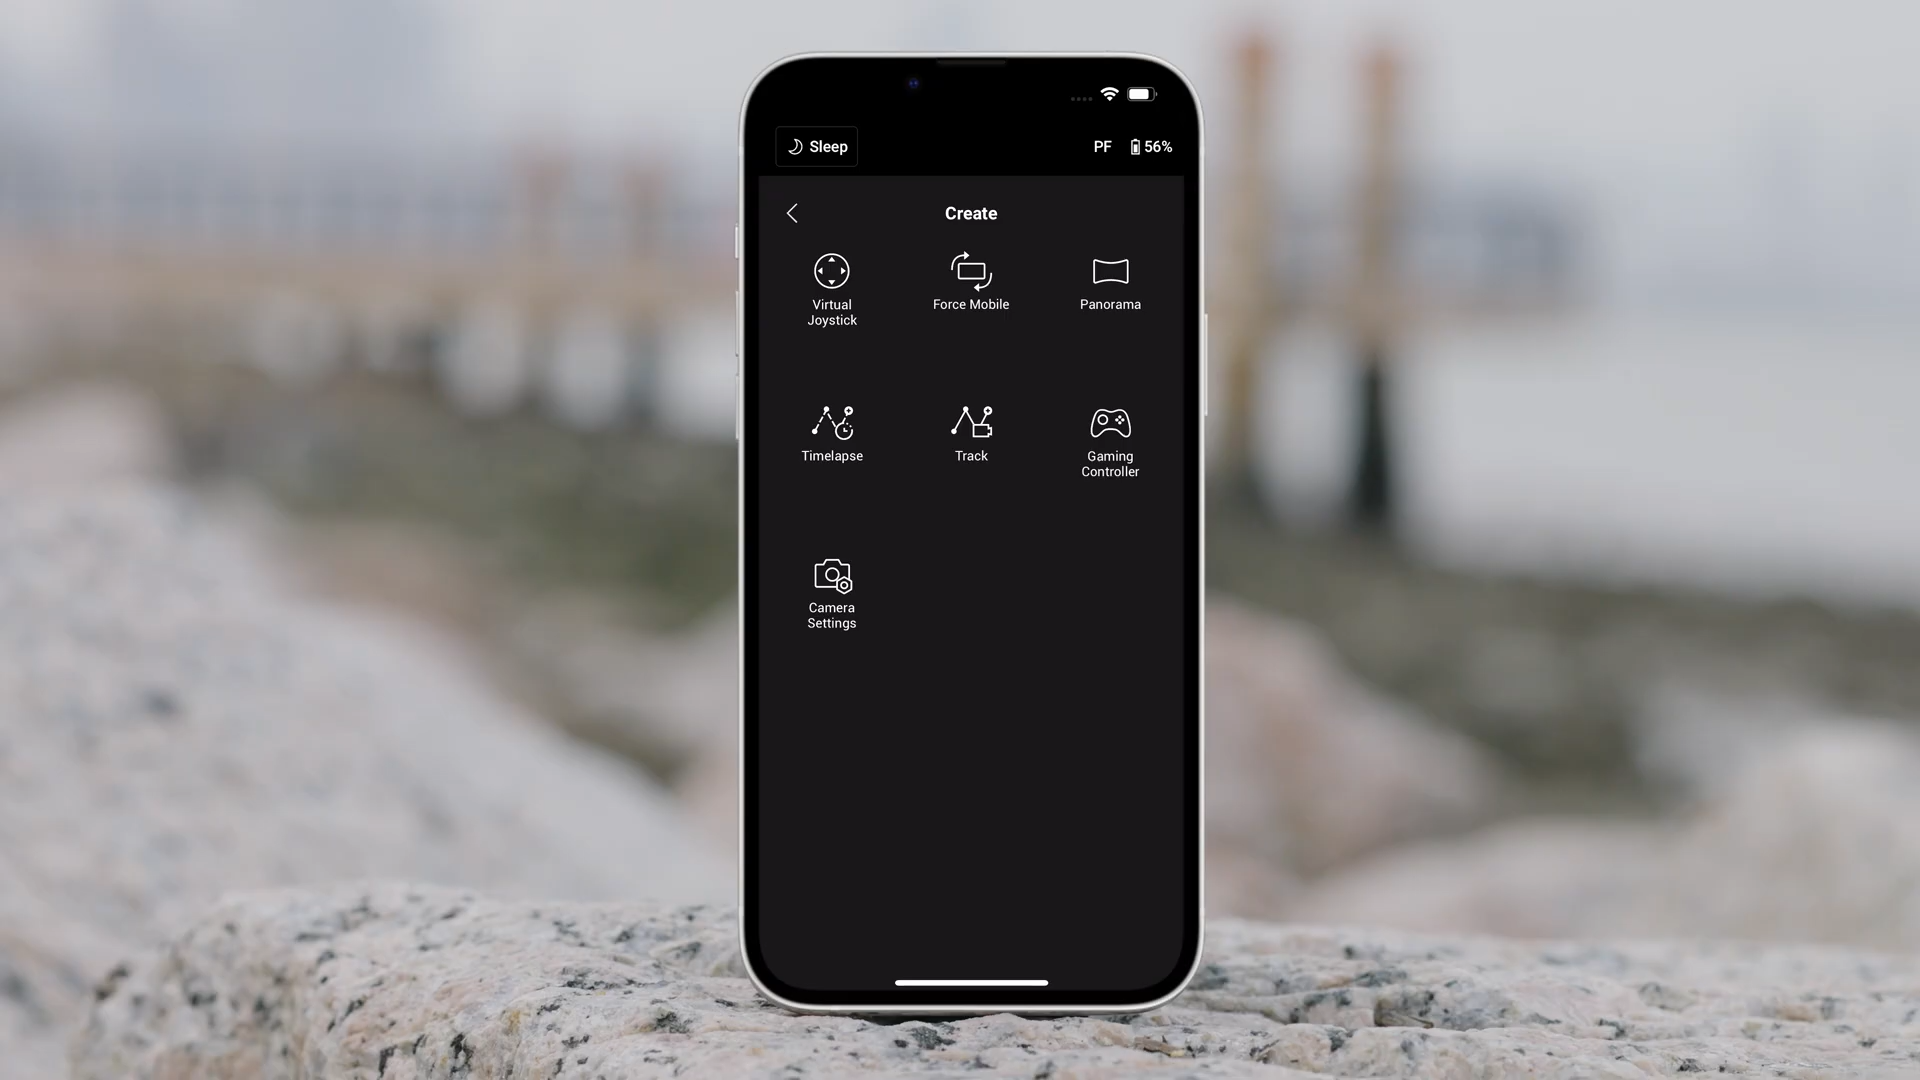 Sleep
PF 56%
Create
Virtual
Joystick
Force Mobile
Panorama
Timelapse
Track
Gaming
Controller
Camera
Settings